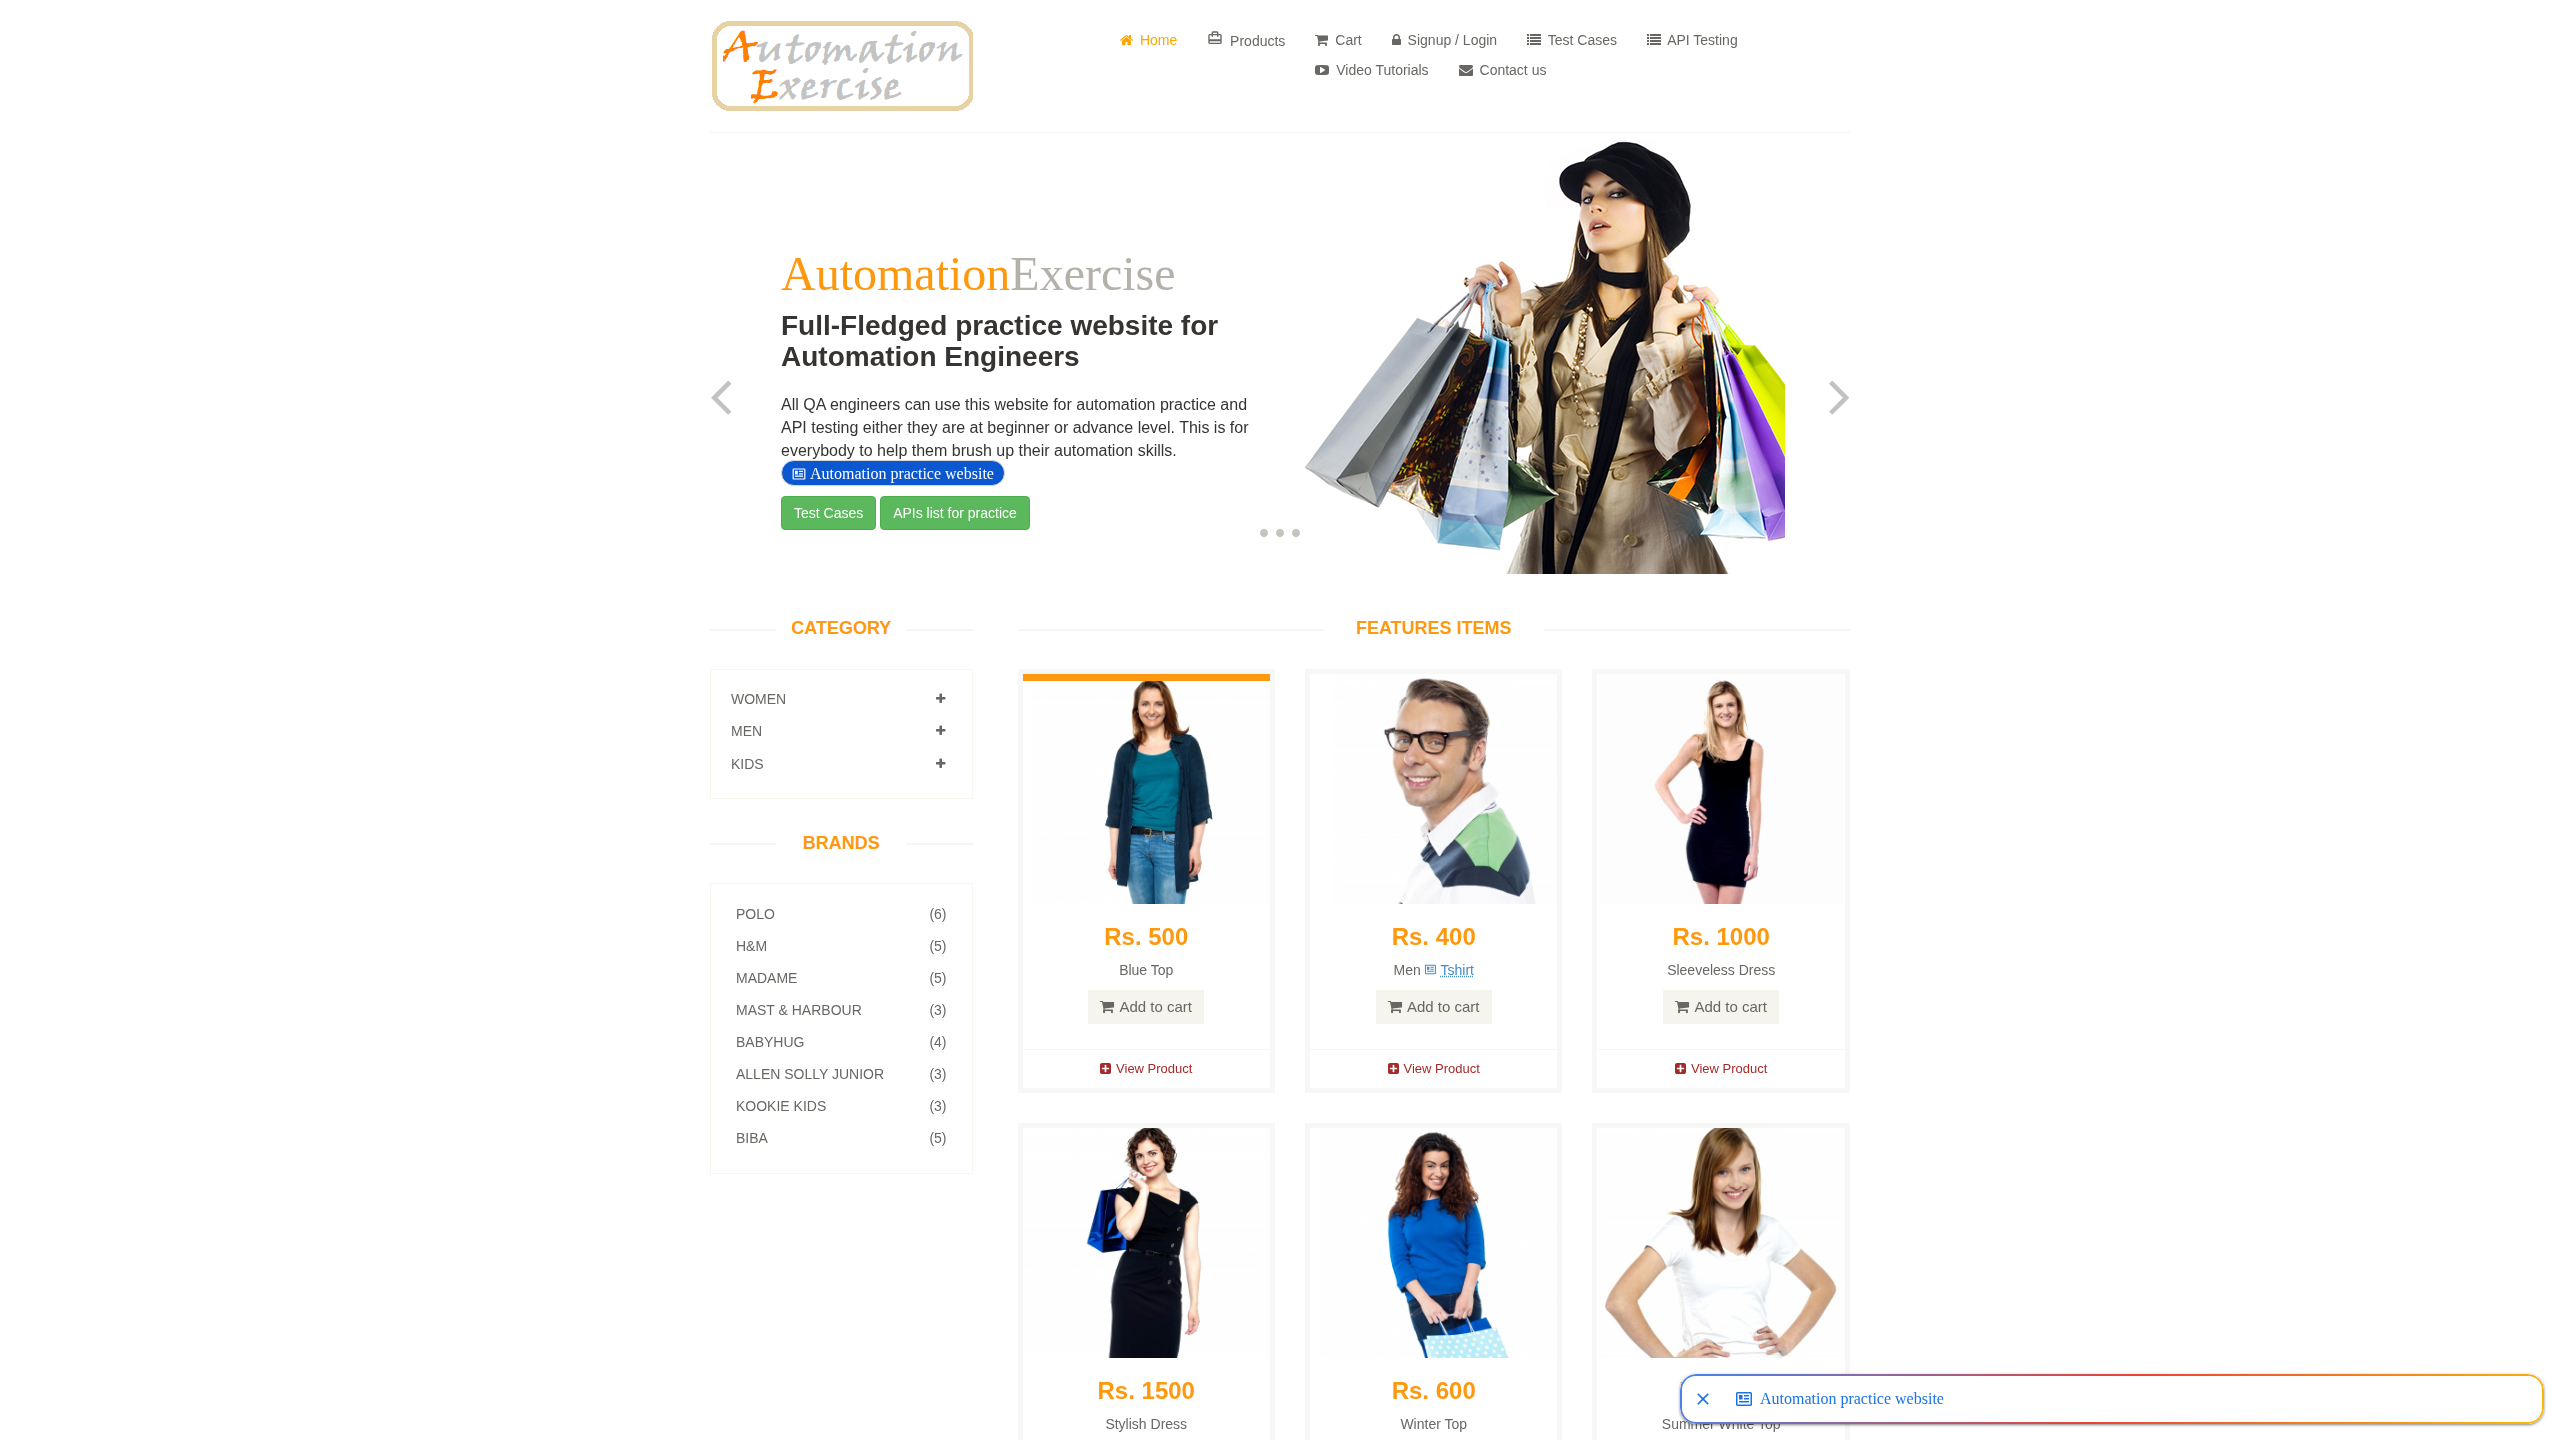 Automation
Exercise
Home
Products
Cart
Signup / Login
Test Cases
API Testing
Video Tutorials
Contact us
AutomationExercise
Full-Fledged practice website for
Automation Engineers
All QA engineers can use this website for automation practice and
API testing either they are at beginner or advance level. This is for
everybody to help them brush up their automation skills.
Automation practice website
Test Cases
APIs list for practice
CATEGORY
WOMEN
MEN
KIDS
BRANDS
POLO (6)
H&M (5)
MADAME (5)
MAST & HARBOUR (3)
BABYHUG (4)
ALLEN SOLLY JUNIOR (3)
KOOKIE KIDS (3)
BIBA (5)
FEATURES ITEMS
Rs. 500
Blue Top
Add to cart
View Product
Rs. 400
Men Tshirt
Add to cart
View Product
Rs. 1000
Sleeveless Dress
Add to cart
View Product
Rs. 1500
Stylish Dress
Rs. 600
Winter Top
Summer White Top
Automation practice website